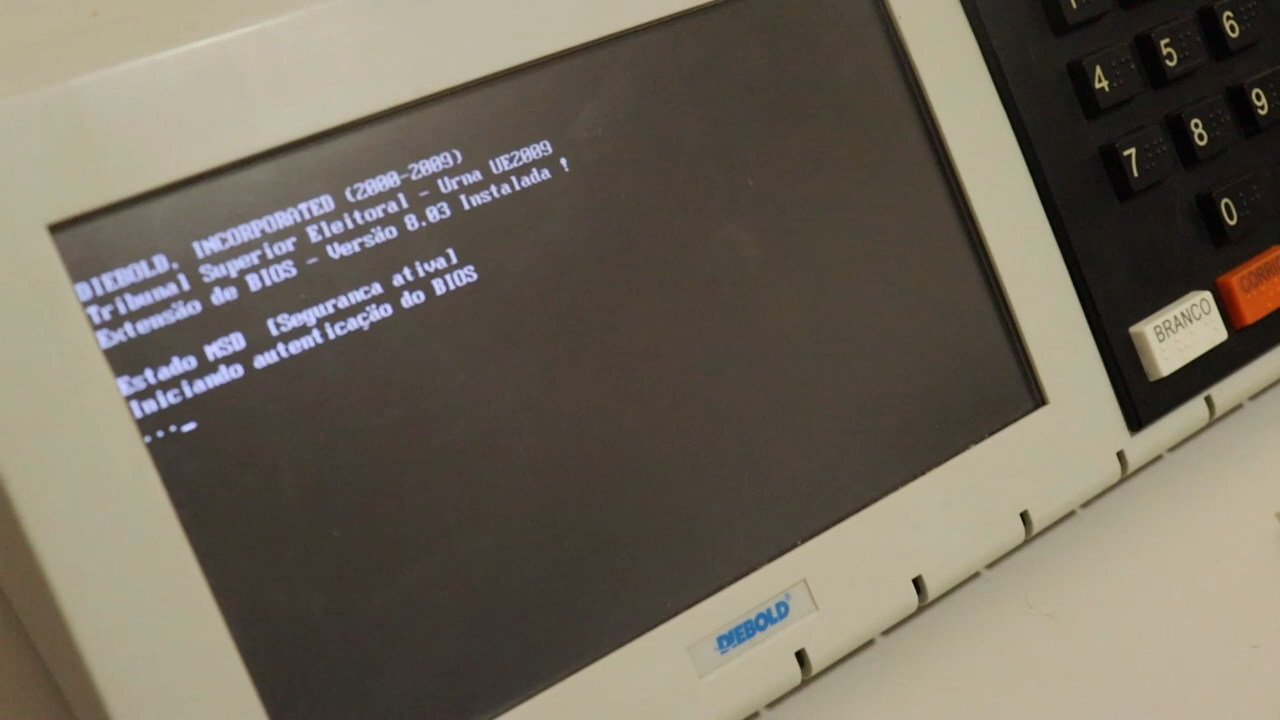 DIEBOLD, INCORPORATED (2000-2009)
Tribunal Superior Eleitoral - Urna UE2009
Extensão de BIOS - Versão 8.03 Instalada !
Estado MSD [Seguranca ativa]
Iniciando autenticação do BIOS
..._
4 5 6
7 8 9
0
BRANCO
DIEBOLD®